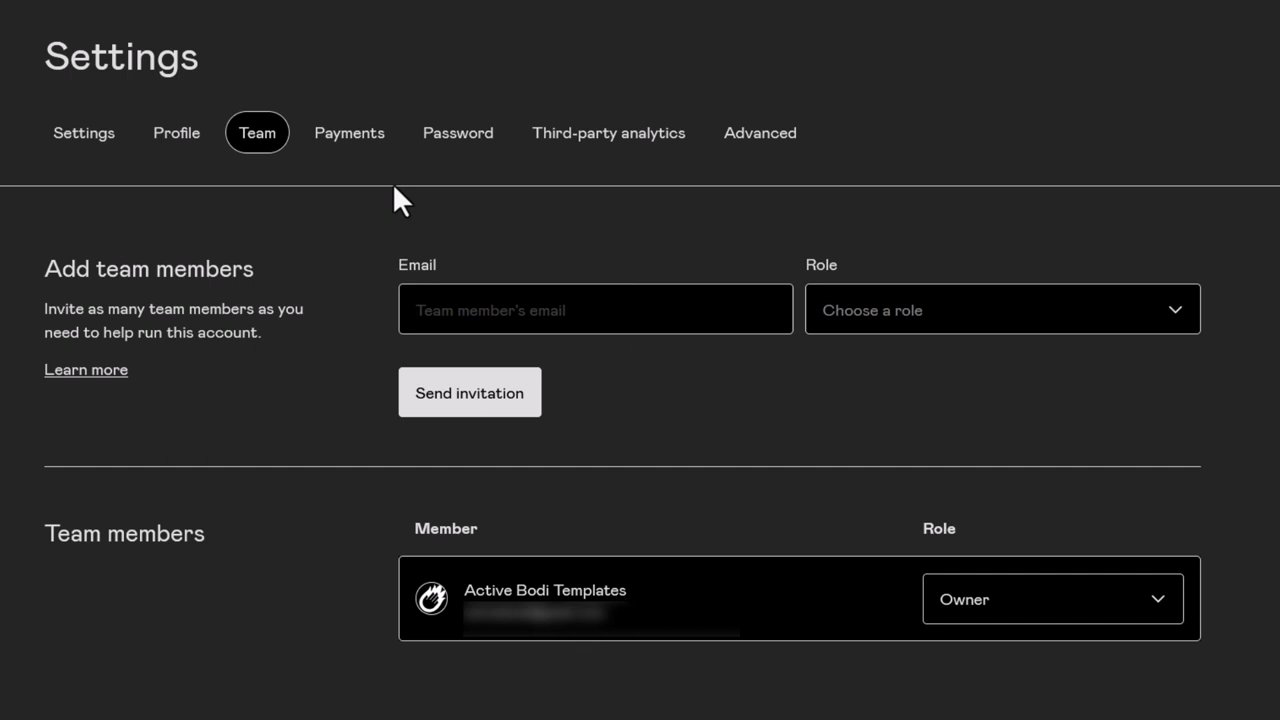 Settings
Settings Profile Team Payments Password Third-party analytics Advanced
Add team members
Invite as many team members as you
need to help run this account.
Learn more
Email
Team member's email
Role
Choose a role
Send invitation
Team members
Member
Role
Active Bodi Templates
Owner